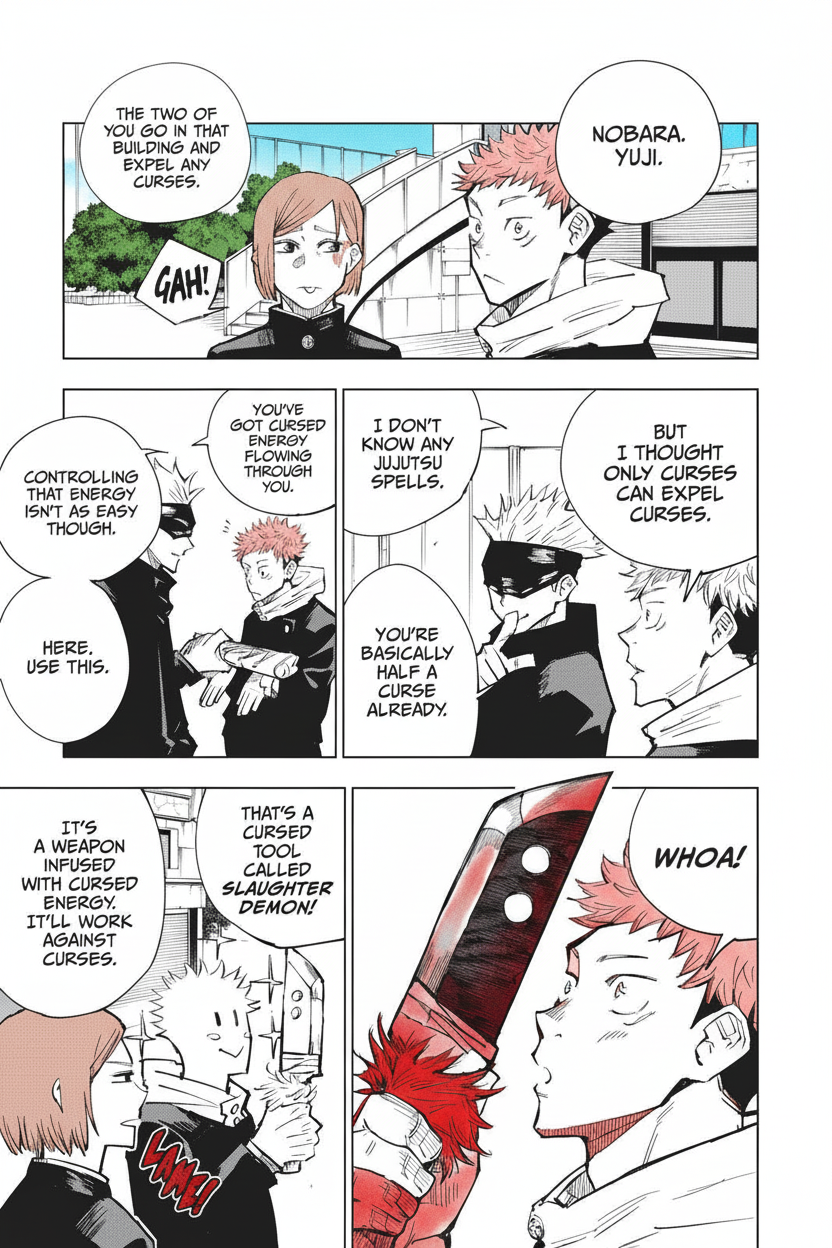 NOBARA.
YUJI.
THE TWO OF
YOU GO IN THAT
BUILDING AND
EXPEL ANY
CURSES.
GAH!
BUT
I THOUGHT
ONLY CURSES
CAN EXPEL
CURSES.
I DON'T
KNOW ANY
JUJUTSU
SPELLS.
YOU'RE
BASICALLY
HALF A
CURSE
ALREADY.
YOU'VE
GOT CURSED
ENERGY
FLOWING
THROUGH
YOU.
CONTROLLING
THAT ENERGY
ISN'T AS EASY
THOUGH.
HERE.
USE THIS.
WHOA!
THAT'S A
CURSED
TOOL
CALLED
SLAUGHTER
DEMON!
IT'S
A WEAPON
INFUSED
WITH CURSED
ENERGY.
IT'LL WORK
AGAINST
CURSES.
LAME!